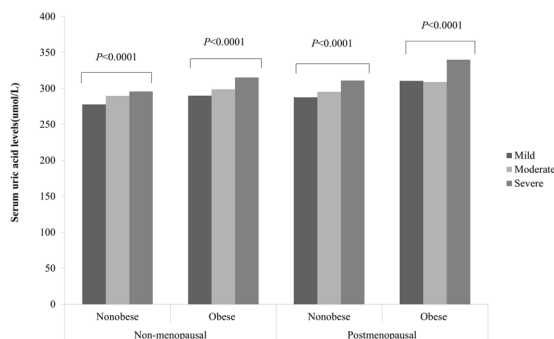 400
350
300
250
200
150
100
50
0
Serum uric acid levels(umol/L)
P<0.0001
P<0.0001
P<0.0001
P<0.0001
Mild
Moderate
Severe
Nonobese
Obese
Nonobese
Obese
Non-menopausal
Postmenopausal